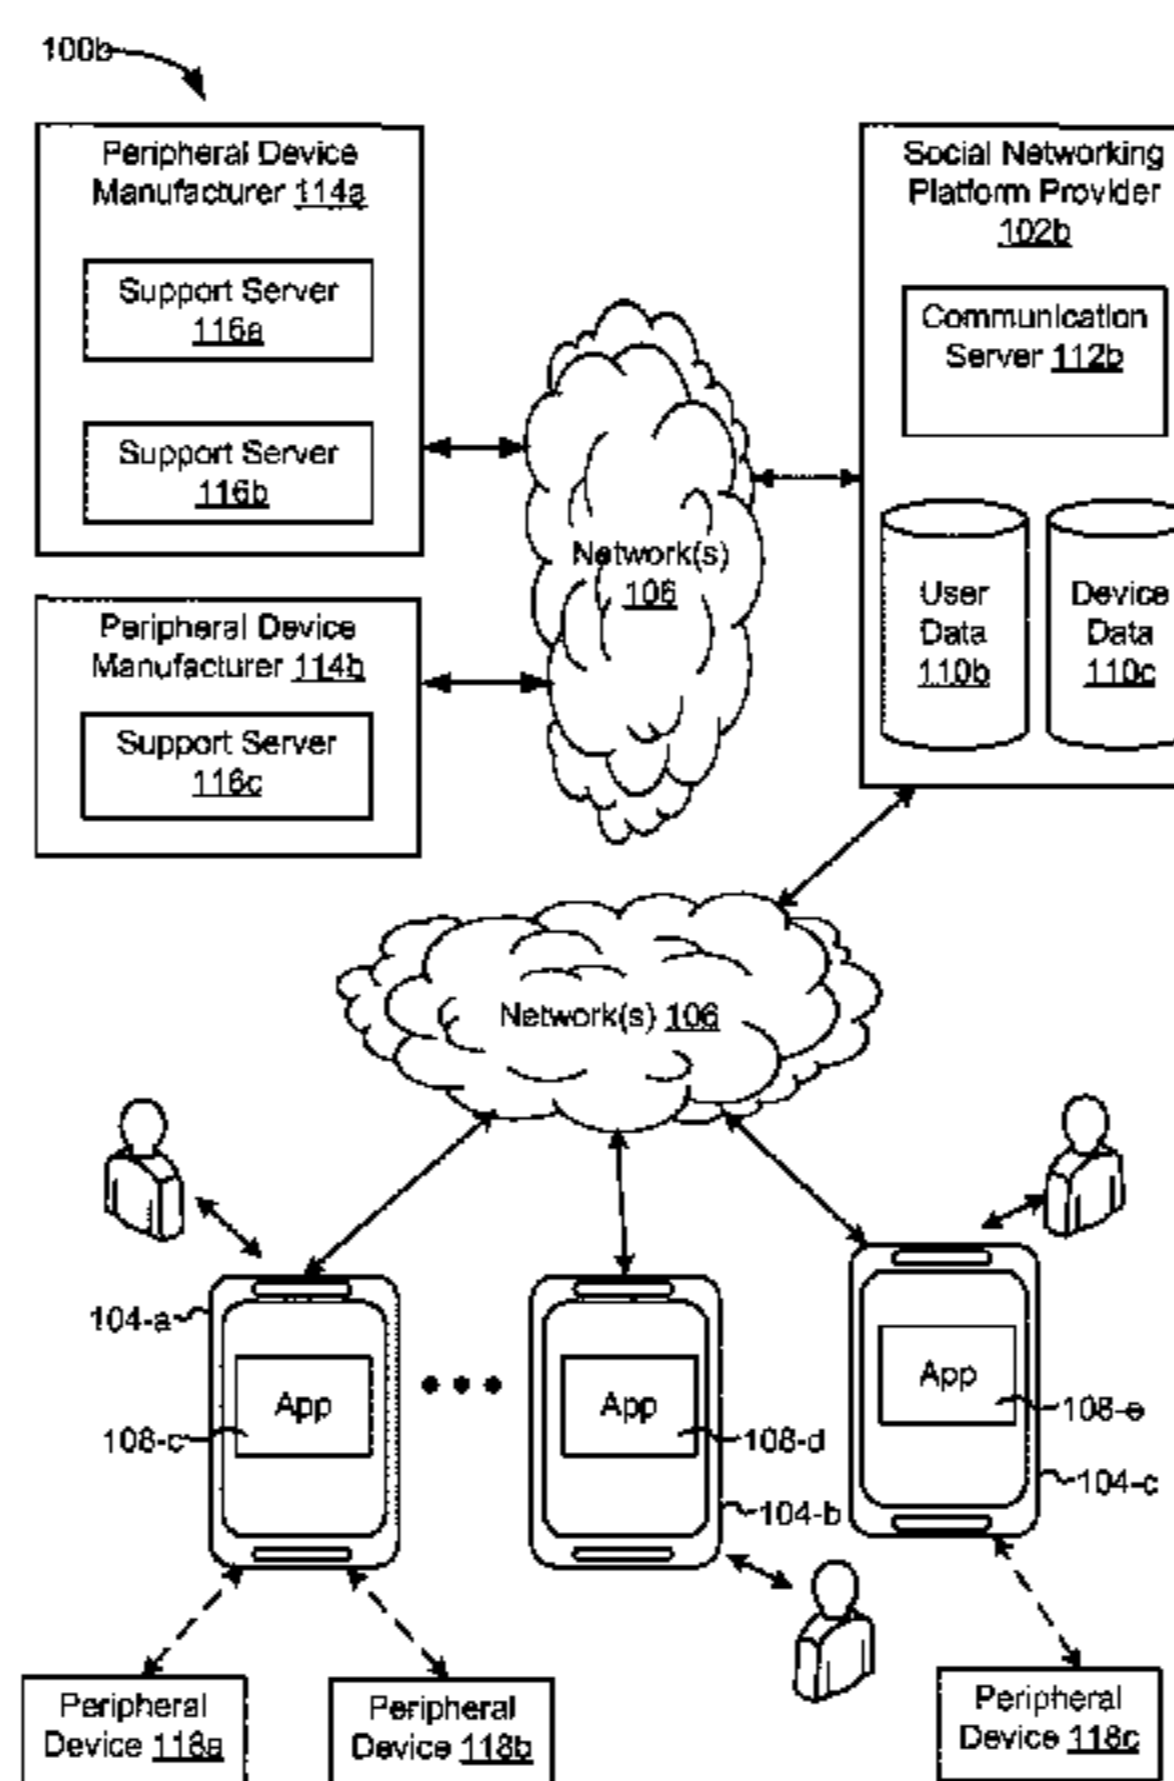 100b
Peripheral Device
Manufacturer 114a
Support Server
116a
Support Server
116b
Peripheral Device
Manufacturer 114b
Support Server
116c
Social Networking
Platform Provider
102b
Communication
Server 112b
User
Data
110b
Device
Data
110c
Network(s)
106
Network(s) 106
104-a
App
108-c
App
108-d
104-b
App
108-e
104-c
Peripheral
Device 118a
Peripheral
Device 118b
Peripheral
Device 118c